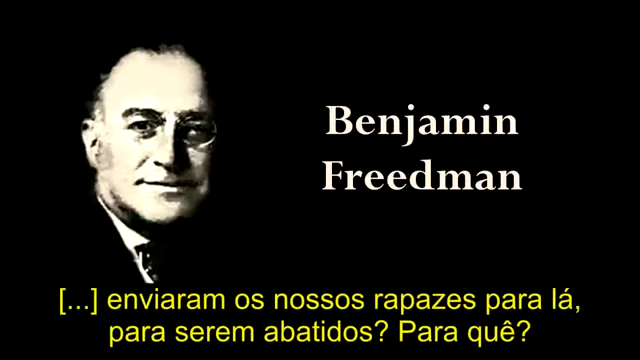 Benjamin
Freedman
[...] enviaram os nossos rapazes para lá,
para serem abatidos? Para quê?